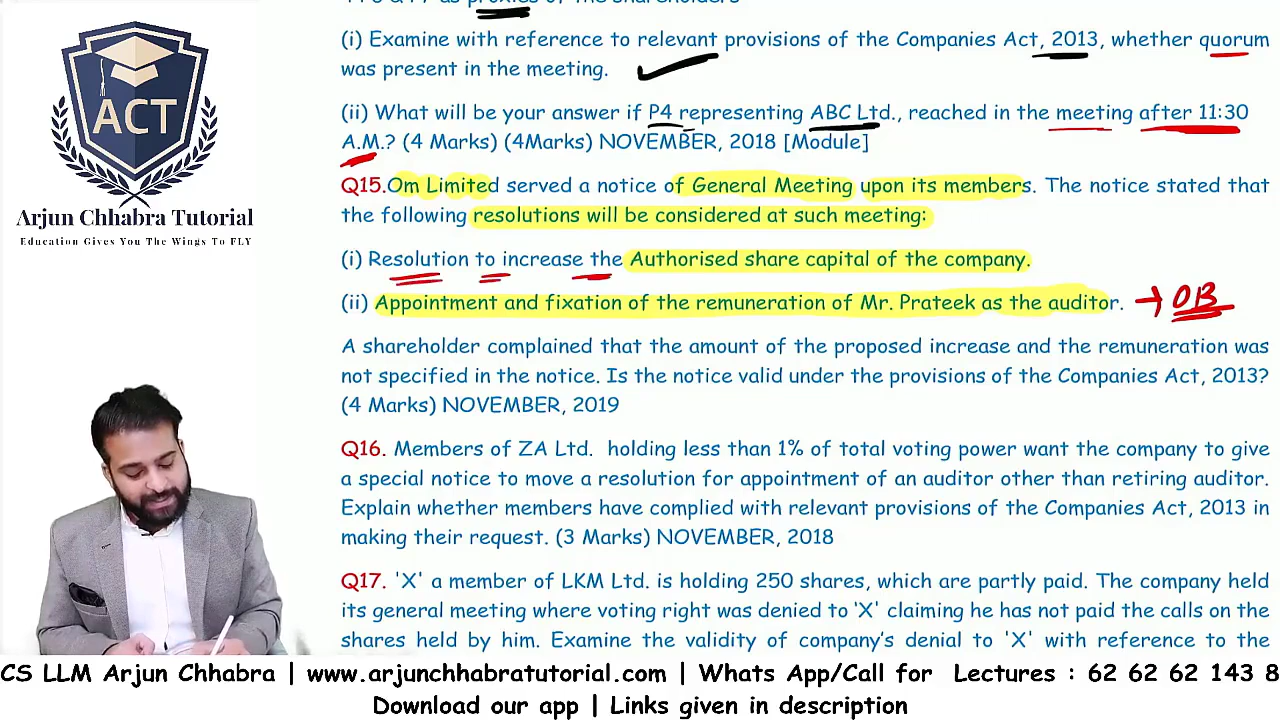 (i) Examine with reference to relevant provisions of the Companies Act, 2013, whether quorum
was present in the meeting.
(ii) What will be your answer if P4 representing ABC Ltd., reached in the meeting after 11:30
A.M.? (4 Marks) (4Marks) NOVEMBER, 2018 [Module]
Q15.Om Limited served a notice of General Meeting upon its members. The notice stated that
the following resolutions will be considered at such meeting:
(i) Resolution to increase the Authorised share capital of the company.
(ii) Appointment and fixation of the remuneration of Mr. Prateek as the auditor. → OB
A shareholder complained that the amount of the proposed increase and the remuneration was
not specified in the notice. Is the notice valid under the provisions of the Companies Act, 2013?
(4 Marks) NOVEMBER, 2019
Q16. Members of ZA Ltd. holding less than 1% of total voting power want the company to give
a special notice to move a resolution for appointment of an auditor other than retiring auditor.
Explain whether members have complied with relevant provisions of the Companies Act, 2013 in
making their request. (3 Marks) NOVEMBER, 2018
Q17. 'X' a member of LKM Ltd. is holding 250 shares, which are partly paid. The company held
its general meeting where voting right was denied to 'X' claiming he has not paid the calls on the
shares held by him. Examine the validity of company's denial to 'X' with reference to the
ACT
Arjun Chhabra Tutorial
Education Gives You The Wings To FLY
CS LLM Arjun Chhabra | www.arjunchhabratutorial.com | Whats App/Call for Lectures : 62 62 62 143 8
Download our app | Links given in description